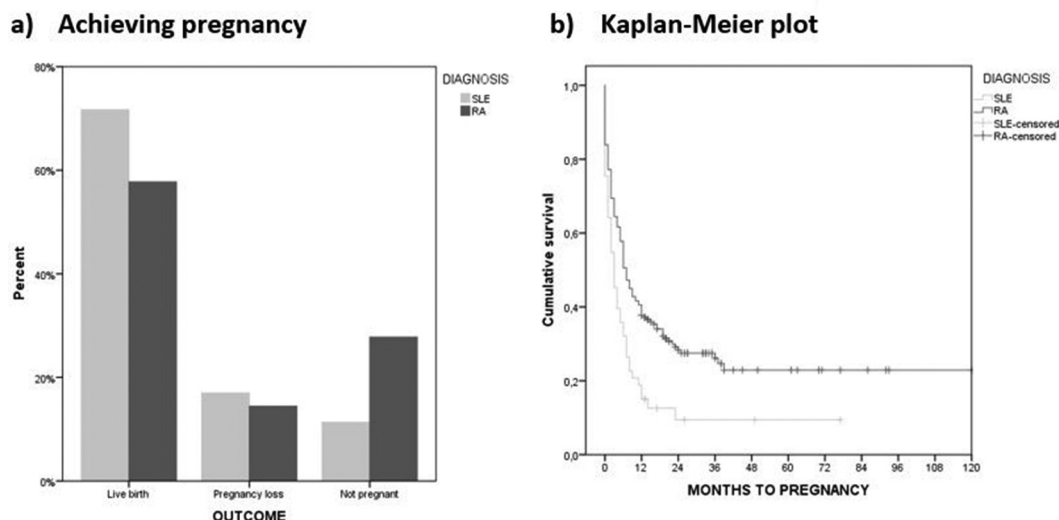 a) Achieving pregnancy
80%
60%
40%
20%
0%
Percent
Live birth
Pregnancy loss
Not pregnant
OUTCOME
DIAGNOSIS
SLE
RA
b) Kaplan-Meier plot
1,0
0,8
0,6
0,4
0,2
0,0
Cumulative survival
0 12 24 36 48 60 72 84 96 108 120
MONTHS TO PREGNANCY
DIAGNOSIS
SLE
RA
SLE-censored
RA-censored